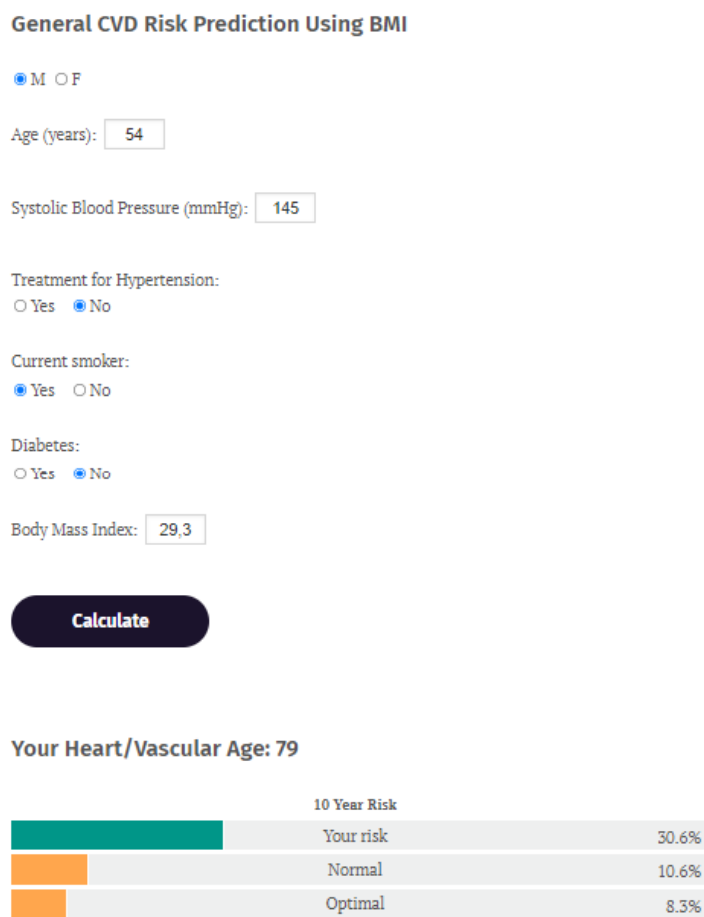 General CVD Risk Prediction Using BMI
M F
Age (years): 54
Systolic Blood Pressure (mmHg): 145
Treatment for Hypertension:
Yes No
Current smoker:
Yes No
Diabetes:
Yes No
Body Mass Index: 29,3
Calculate
Your Heart/Vascular Age: 79
10 Year Risk
Your risk 30.6%
Normal 10.6%
Optimal 8.3%